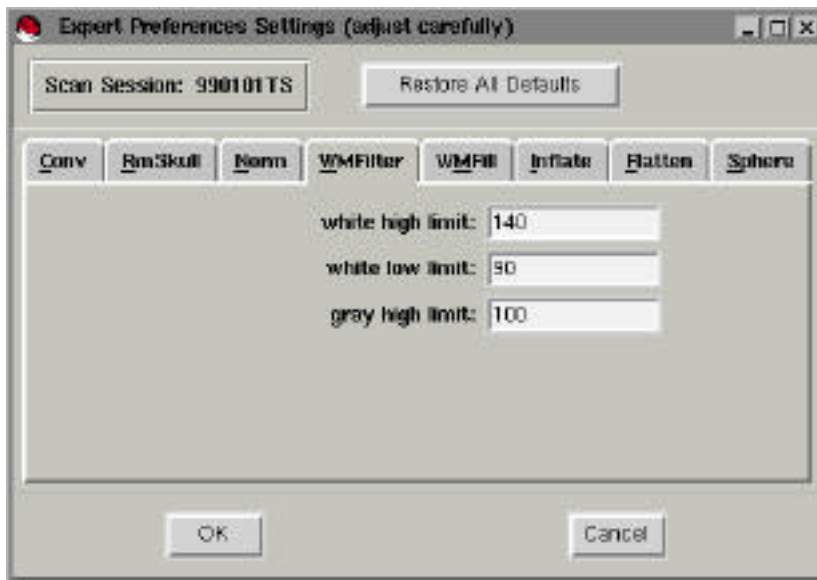 Expert Preferences Settings (adjust carefully)
Scan Session: 990101TS
Restore All Defaults
Conv RmSkull Norm WMFilter WMFill Inflate Flatten Sphere
white high limit: 140
white low limit: 90
gray high limit: 100
OK Cancel